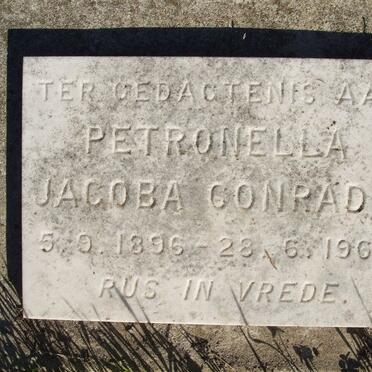 TER GEDACTENIS AA
PETRONELLA
JACOBA CONRAD
5.9.1896 - 28.6.196
RUS IN VREDE.